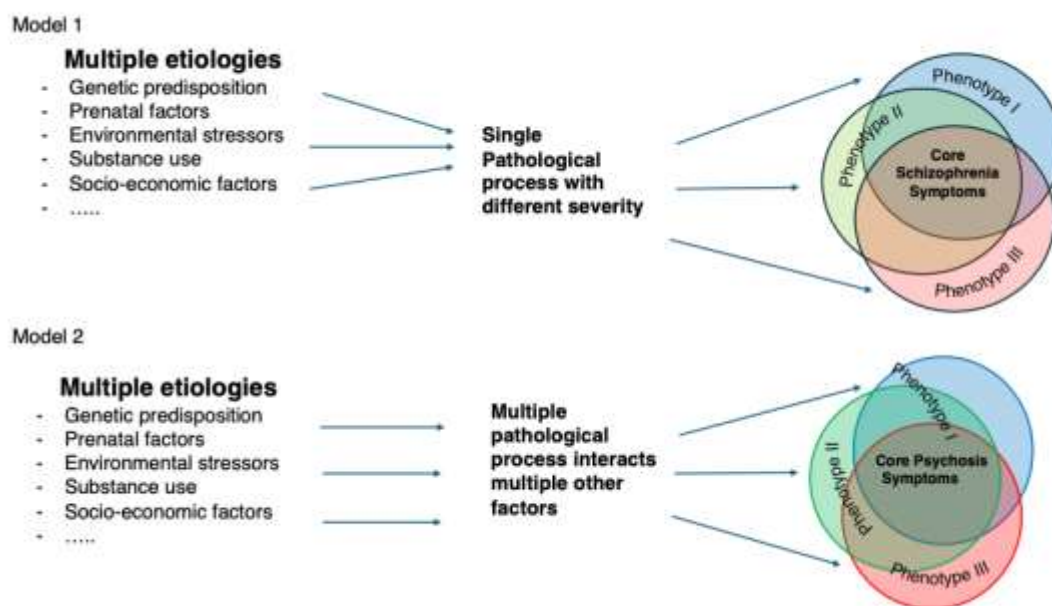 Model 1
Multiple etiologies
- Genetic predisposition
- Prenatal factors
- Environmental stressors
- Substance use
- Socio-economic factors
- .....
Single
Pathological
process with
different severity
Phenotype I
Phenotype II
Core
Schizophrenia
Symptoms
Phenotype III
Model 2
Multiple etiologies
- Genetic predisposition
- Prenatal factors
- Environmental stressors
- Substance use
- Socio-economic factors
- .....
Multiple
pathological
process interacts
multiple other
factors
Phenotype I
Phenotype II
Core Psychosis
Symptoms
Phenotype III